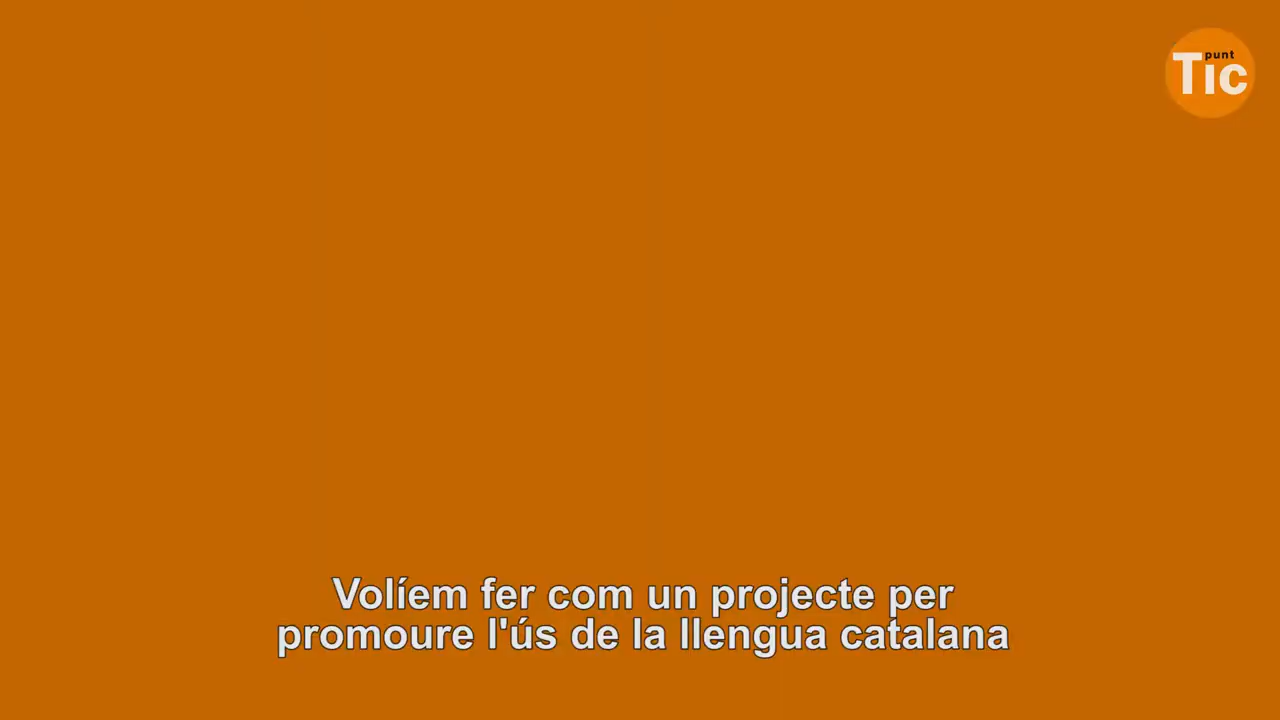 punt
Tic
Volíem fer com un projecte per
promoure l'ús de la llengua catalana